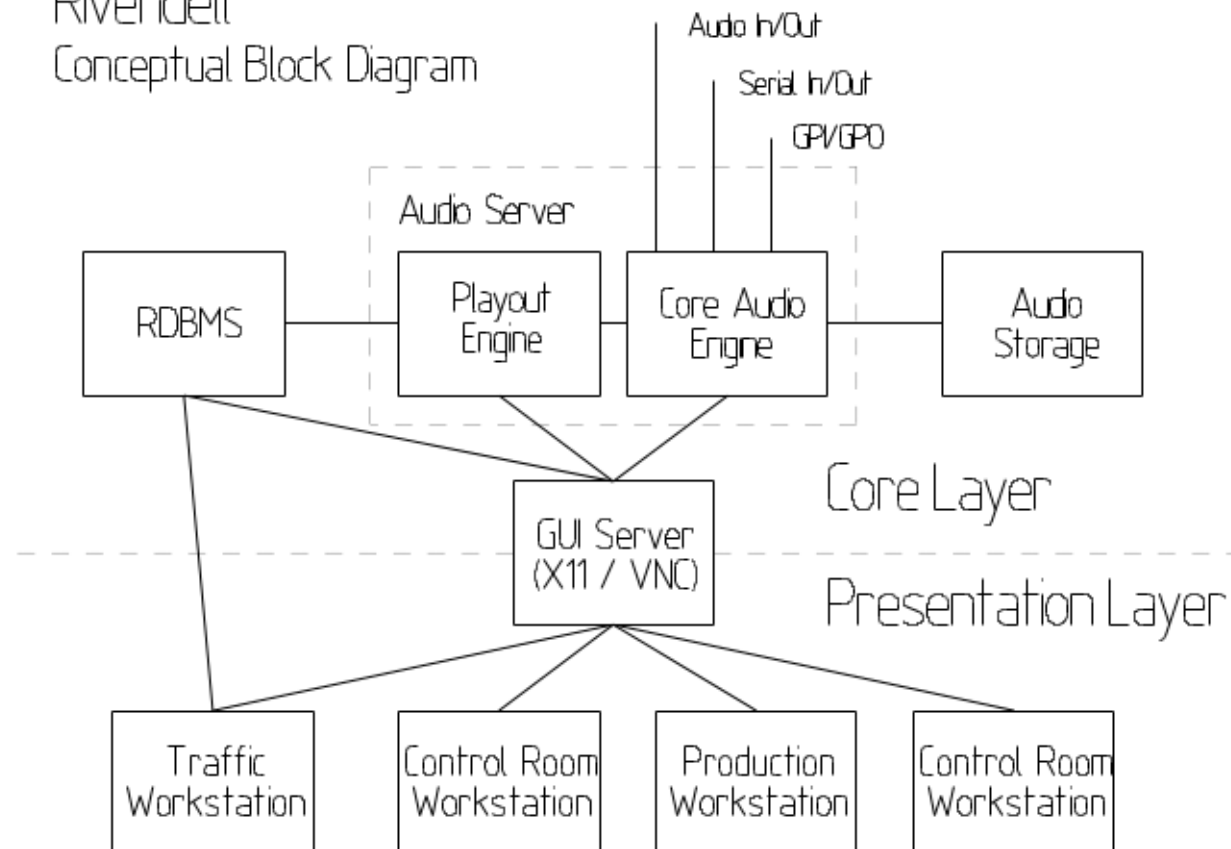 Rivendell
Conceptual Block Diagram
Audio In/Out
Serial In/Out
GPI/GPO
Audio Server
RDBMS
Playout
Engine
Core Audio
Engine
Audio
Storage
Core Layer
GUI Server
(X11 / VNC)
Presentation Layer
Traffic
Workstation
Control Room
Workstation
Production
Workstation
Control Room
Workstation